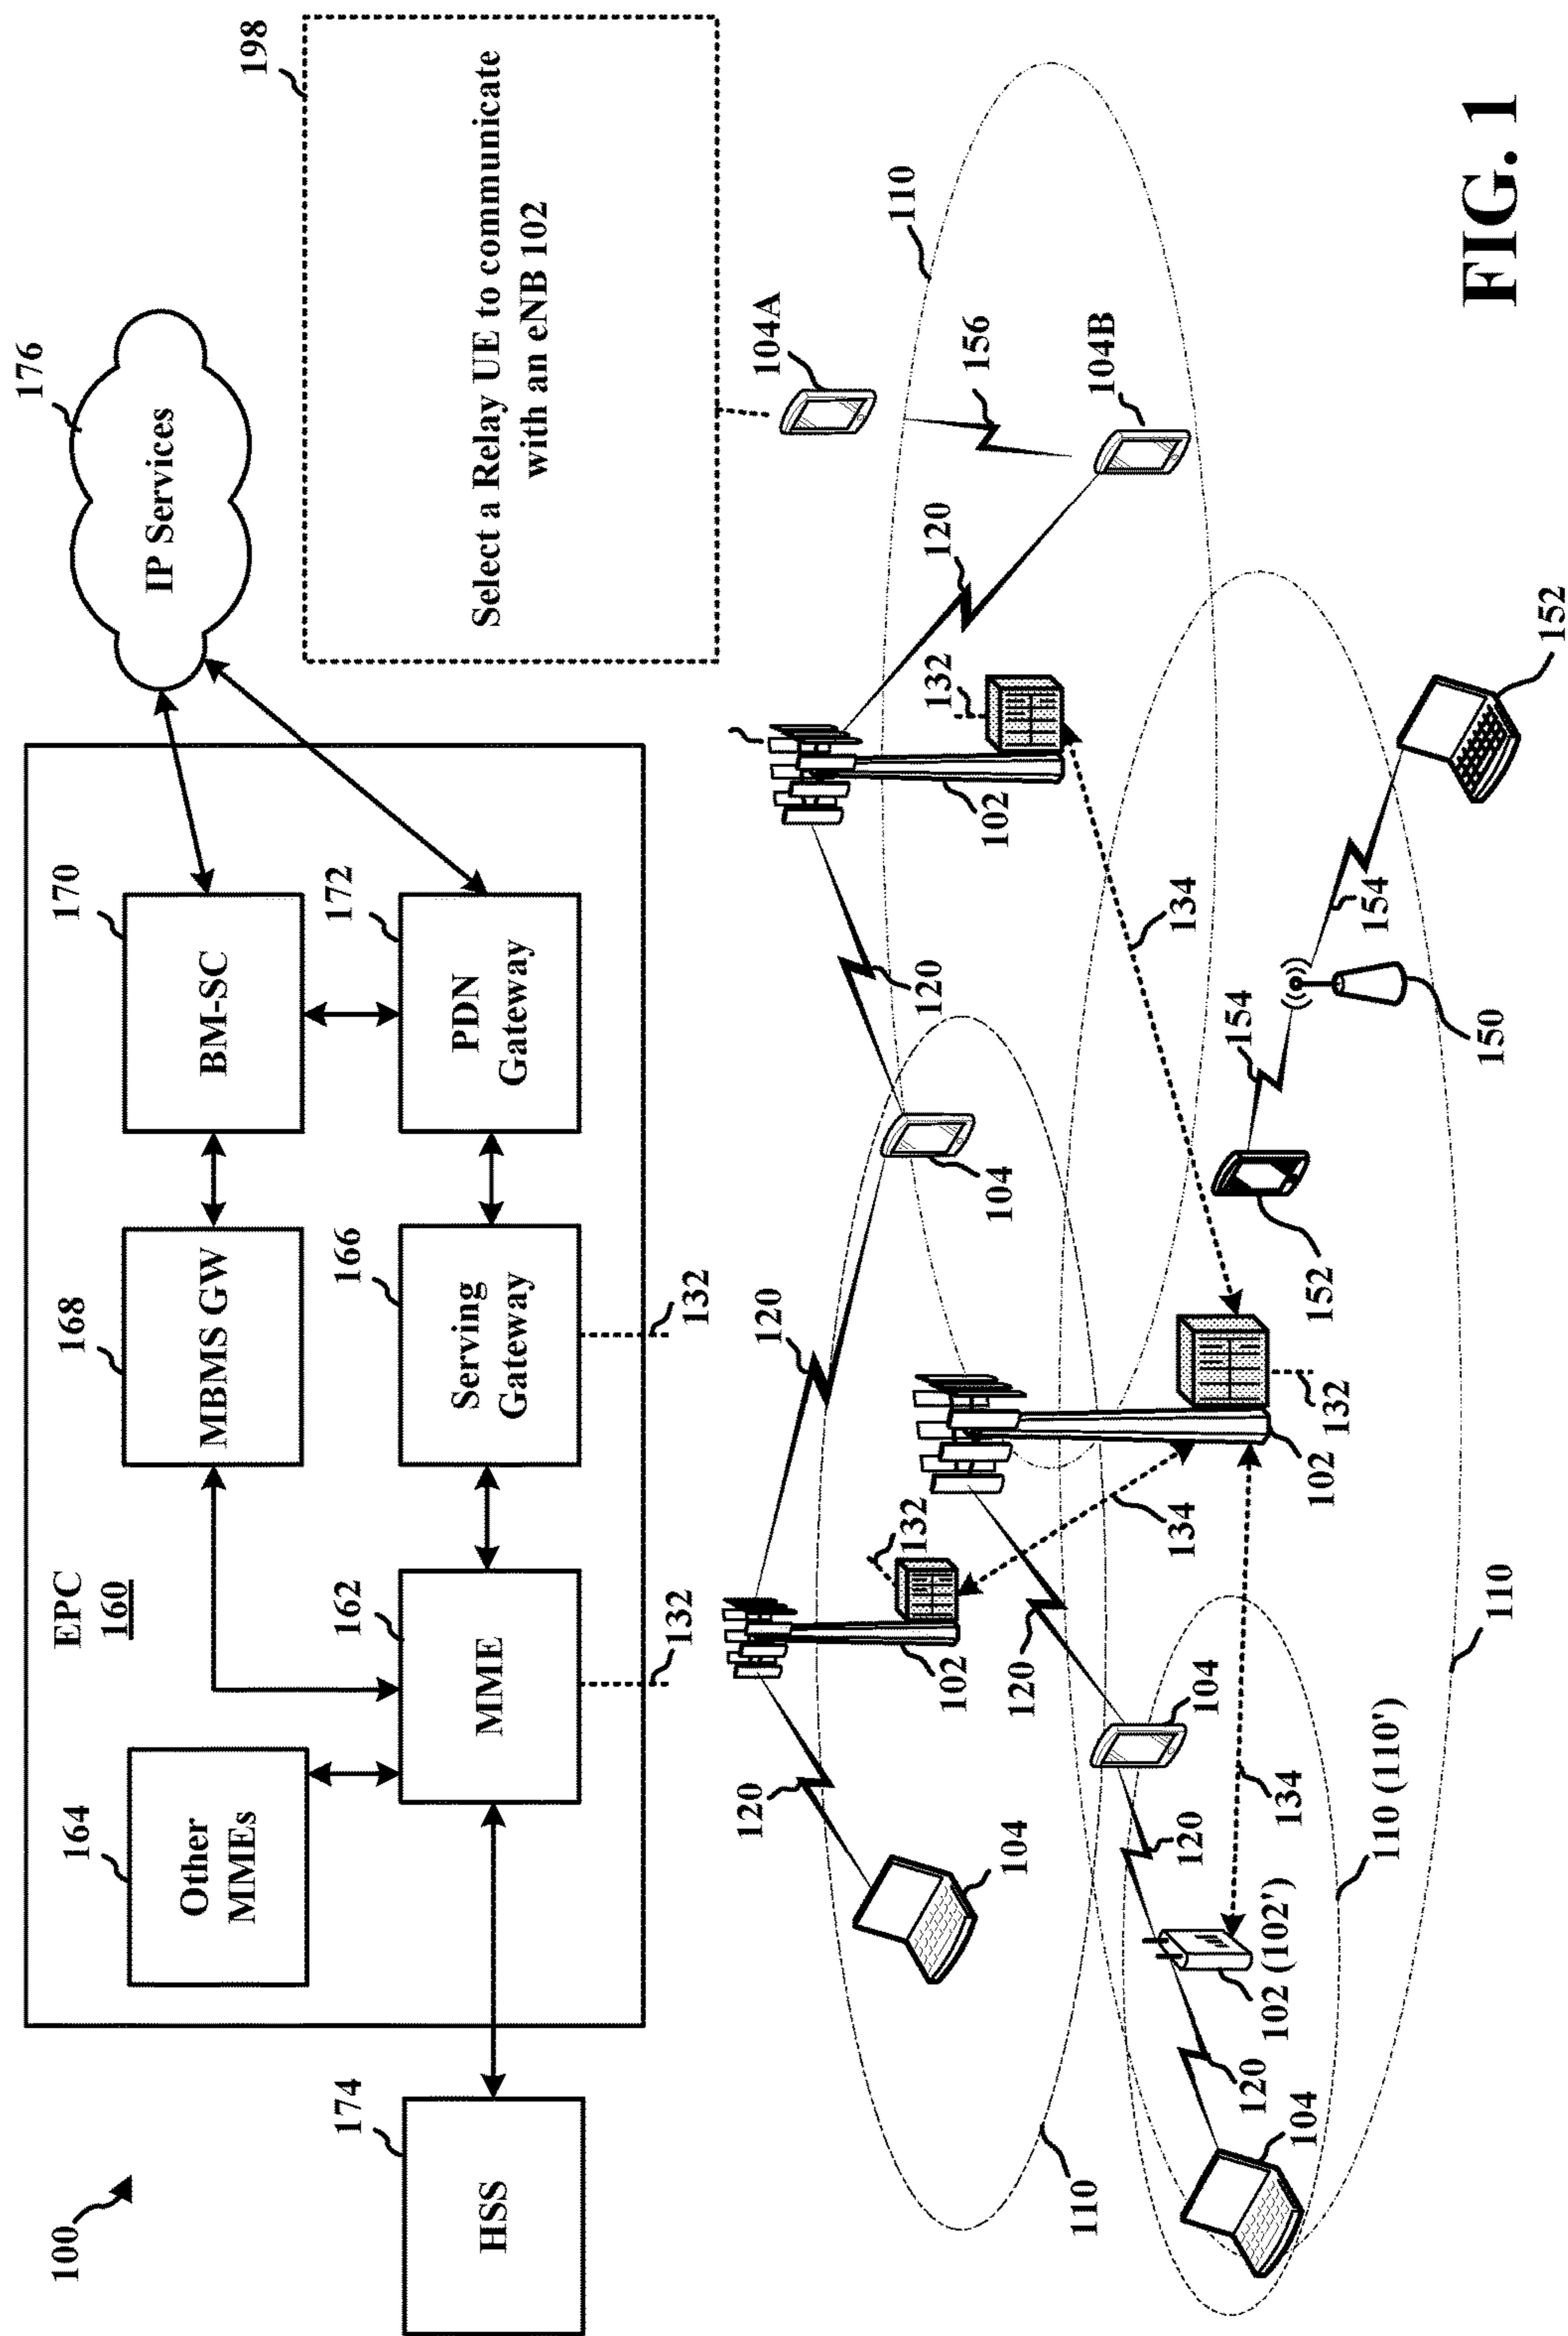 100
EPC
160
164
Other
MMEs
162
MME
132
168
MBMS GW
166
Serving
Gateway
132
170
BM-SC
172
PDN
Gateway
174
HSS
176
IP Services
198
Select a Relay UE to communicate
with an eNB 102
104A
156
104B
110
120
132
102
120
134
120
104
132
102
120
104
110
134
120
132
102
104
120
134
102 (102')
120
104
110 (110')
110
152
154
150
154
152
FIG. 1